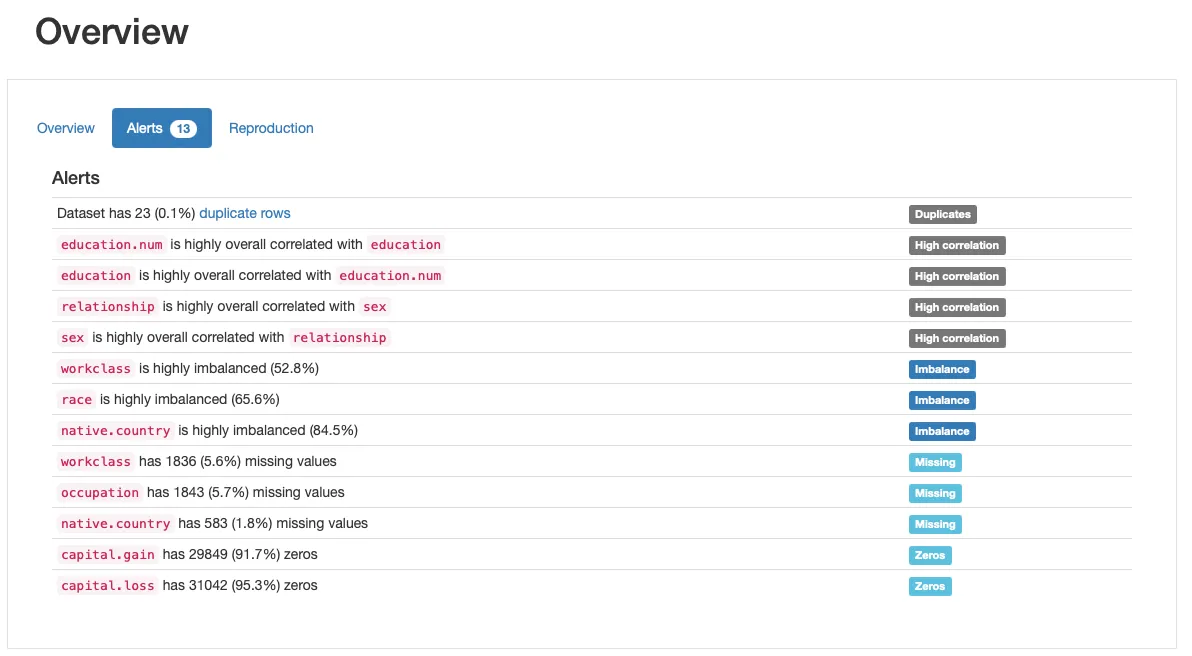 Overview
Overview Alerts 13 Reproduction
Alerts
Dataset has 23 (0.1%) duplicate rows Duplicates
education.num is highly overall correlated with education High correlation
education is highly overall correlated with education.num High correlation
relationship is highly overall correlated with sex High correlation
sex is highly overall correlated with relationship High correlation
workclass is highly imbalanced (52.8%) Imbalance
race is highly imbalanced (65.6%) Imbalance
native.country is highly imbalanced (84.5%) Imbalance
workclass has 1836 (5.6%) missing values Missing
occupation has 1843 (5.7%) missing values Missing
native.country has 583 (1.8%) missing values Missing
capital.gain has 29849 (91.7%) zeros Zeros
capital.loss has 31042 (95.3%) zeros Zeros